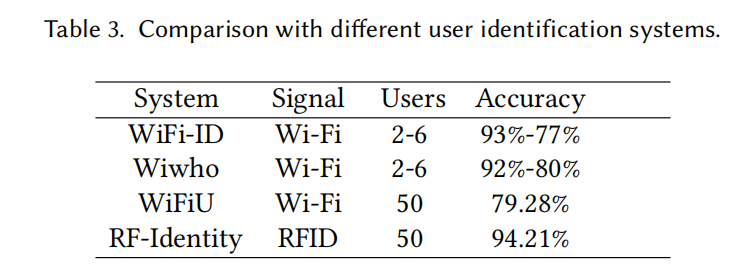 Table 3. Comparison with different user identification systems.
System Signal Users Accuracy
WiFi-ID Wi-Fi 2-6 93%-77%
Wiwho Wi-Fi 2-6 92%-80%
WiFiU Wi-Fi 50 79.28%
RF-Identity RFID 50 94.21%